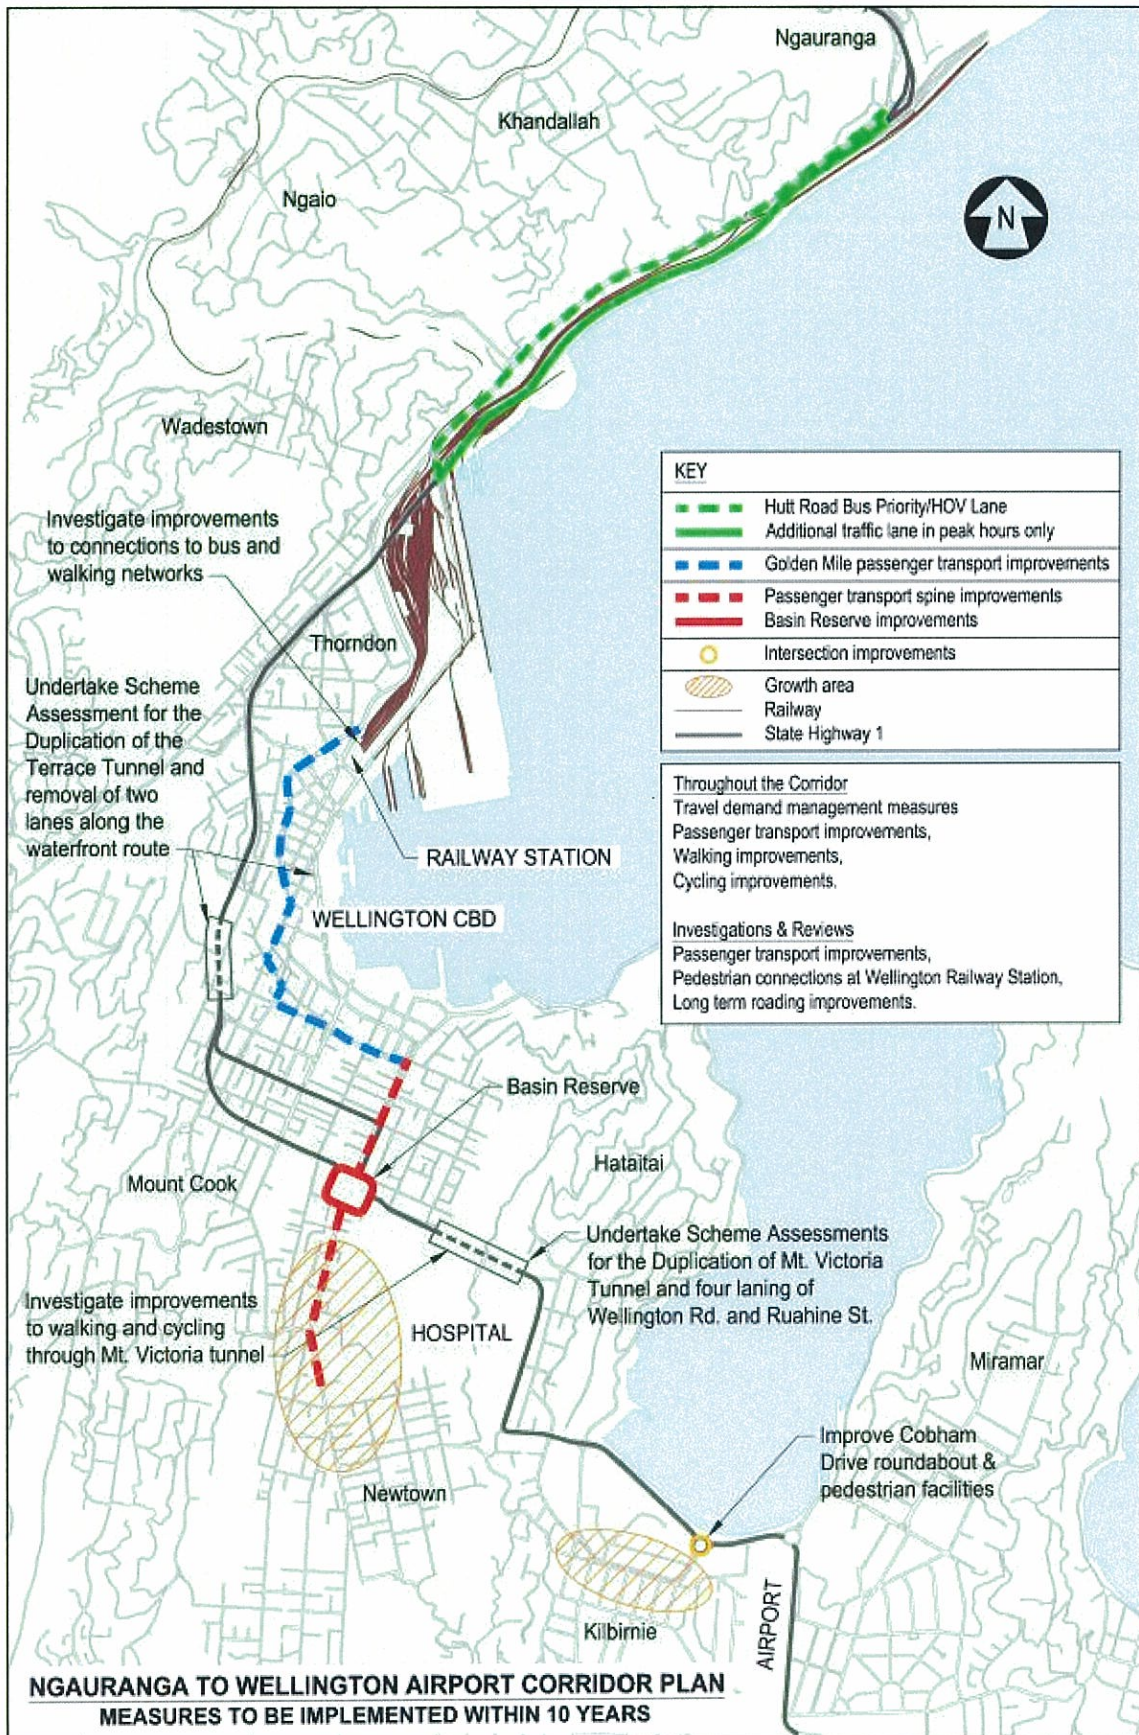 Ngauranga
Khandallah
Ngaio
N
Wadestown
KEY
Hutt Road Bus Priority/HOV Lane
Additional traffic lane in peak hours only
Golden Mile passenger transport improvements
Passenger transport spine improvements
Basin Reserve improvements
Intersection improvements
Growth area
Railway
State Highway 1
Investigate improvements
to connections to bus and
walking networks
Thorndon
Undertake Scheme
Assessment for the
Duplication of the
Terrace Tunnel and
removal of two
lanes along the
waterfront route
Throughout the Corridor
Travel demand management measures
Passenger transport improvements,
Walking improvements,
Cycling improvements.
Investigations & Reviews
Passenger transport improvements,
Pedestrian connections at Wellington Railway Station,
Long term roading improvements.
RAILWAY STATION
WELLINGTON CBD
Basin Reserve
Hataitai
Mount Cook
Undertake Scheme Assessments
for the Duplication of Mt. Victoria
Tunnel and four laning of
Wellington Rd. and Ruahine St.
Investigate improvements
to walking and cycling
through Mt. Victoria tunnel
HOSPITAL
Miramar
Improve Cobham
Drive roundabout &
pedestrian facilities
Newtown
Kilbirnie
AIRPORT
NGAURANGA TO WELLINGTON AIRPORT CORRIDOR PLAN
MEASURES TO BE IMPLEMENTED WITHIN 10 YEARS